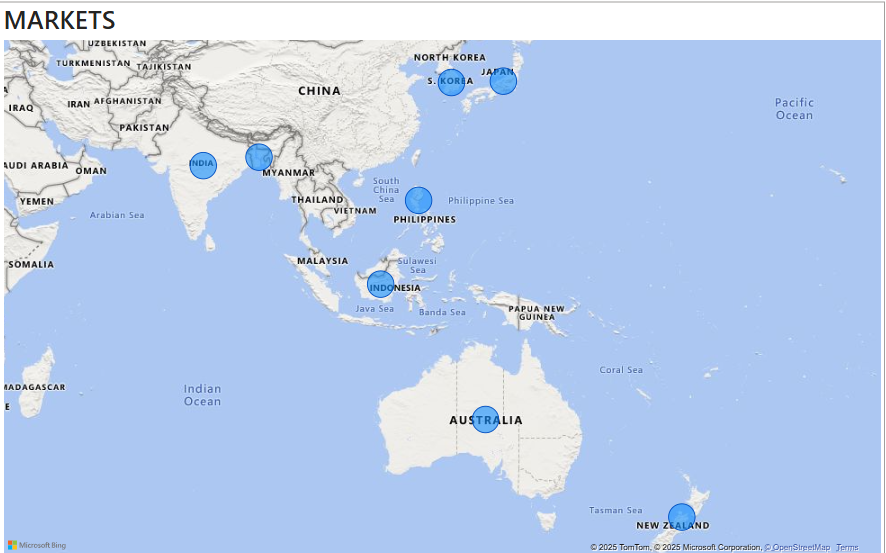 MARKETS
UZBEKISTAN
NORTH KOREA
TURKMENISTAN
TAJIKISTAN
JAPAN
S. KOREA
CHINA
IRAN
AFGHANISTAN
IRAQ
Pacific
Ocean
PAKISTAN
INDIA
AUDI ARABIA
OMAN
MYANMAR
South
China
Sea
YEMEN
THAILAND
Philippine Sea
Arabian Sea
VIETNAM
PHILIPPINES
SOMALIA
MALAYSIA
Sulawesi
Sea
INDONESIA
Java Sea
Banda Sea
PAPUA NEW
GUINEA
Coral Sea
MADAGASCAR
Indian
Ocean
E
AUSTRALIA
Tasman Sea
NEW ZEALAND
Microsoft Bing
© 2025 TomTom, © 2025 Microsoft Corporation, © OpenStreetMap Terms